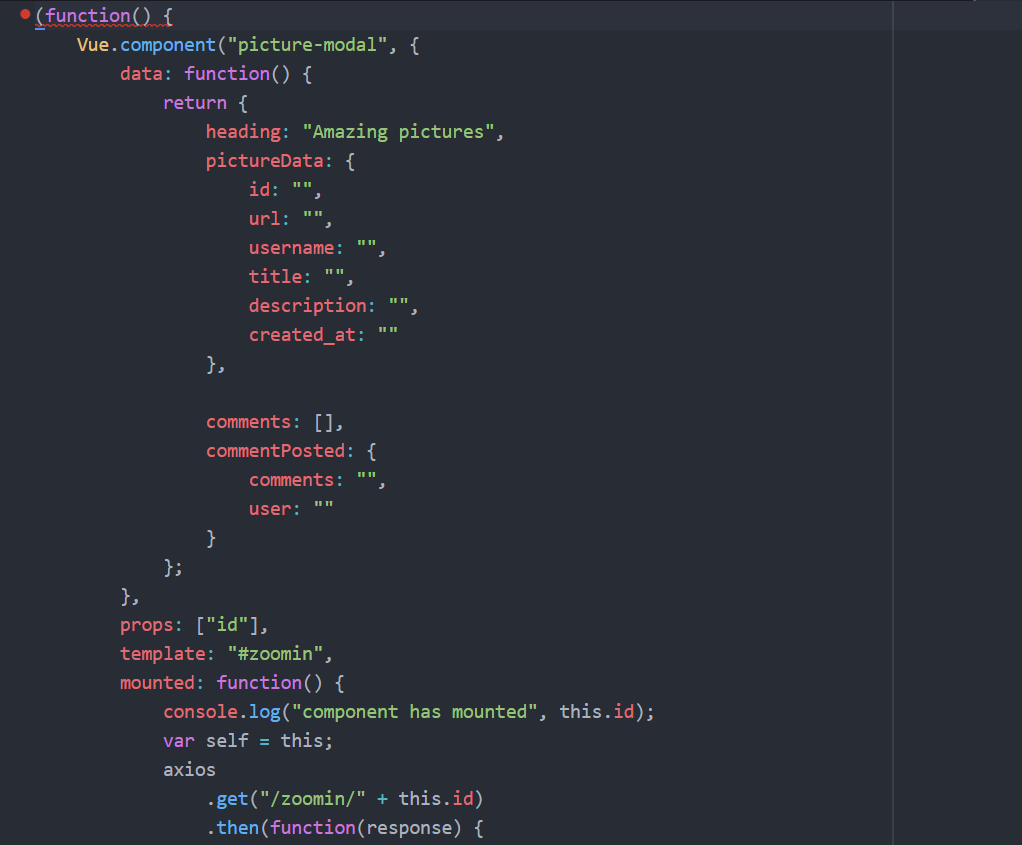 (function() {
    Vue.component("picture-modal", {
        data: function() {
            return {
                heading: "Amazing pictures",
                pictureData: {
                    id: "",
                    url: "",
                    username: "",
                    title: "",
                    description: "",
                    created_at: ""
                },

                comments: [],
                commentPosted: {
                    comments: "",
                    user: ""
                }
            };
        },
        props: ["id"],
        template: "#zoomin",
        mounted: function() {
            console.log("component has mounted", this.id);
            var self = this;
            axios
                .get("/zoomin/" + this.id)
                .then(function(response) {